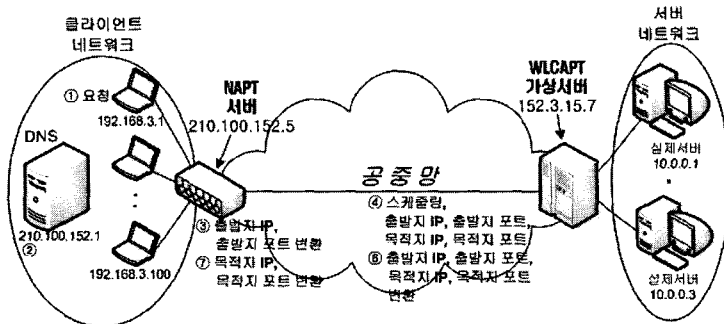 클라이언트
네트워크
① 요청
192.168.3.1
DNS
210.100.152.1
②
192.168.3.100
NAPT
서버
210.100.152.5
③ 출발지 IP,
출발지 포트 변환
⑦ 목적지 IP,
목적지 포트 변환
공중망
④ 스케줄링,
출발지 IP, 출발지 포트,
목적지 IP, 목적지 포트
⑥ 출발지 IP, 출발지 포트,
목적지 IP, 목적지 포트
변환
WLCAPT
가상서버
152.3.15.7
서버
네트워크
실제서버
10.0.0.1
실제서버
10.0.0.3